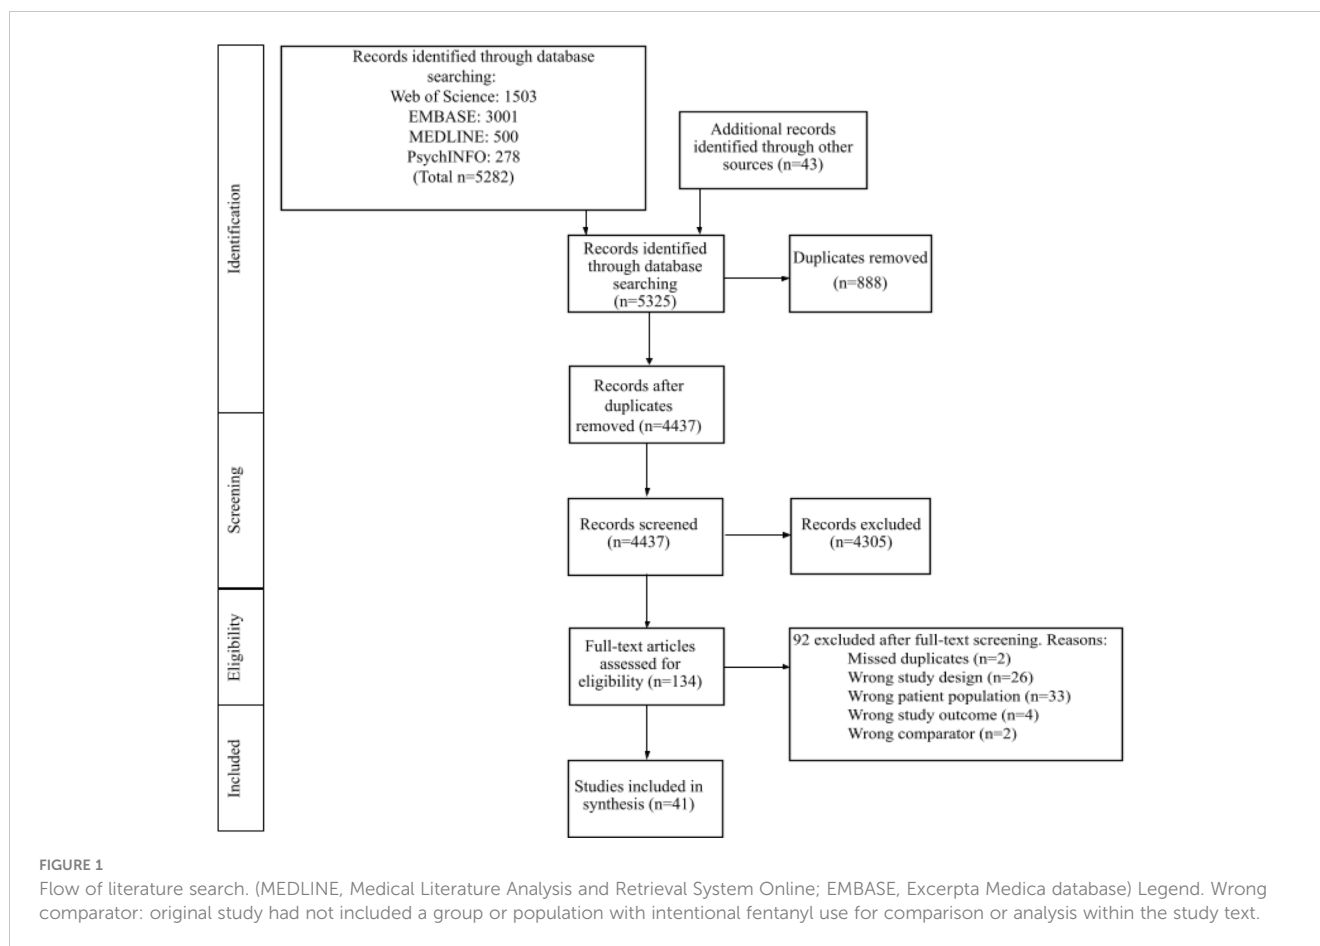 Records identified through database
searching:
Web of Science: 1503
EMBASE: 3001
MEDLINE: 500
PsychINFO: 278
(Total n=5282)
Additional records
identified through other
sources (n=43)
Identification
Records identified
through database
searching
(n=5325)
Duplicates removed
(n=888)
Records after
duplicates
removed (n=4437)
Screening
Records screened
(n=4437)
Records excluded
(n=4305)
Eligibility
Full-text articles
assessed for
eligibility (n=134)
92 excluded after full-text screening. Reasons:
Missed duplicates (n=2)
Wrong study design (n=26)
Wrong patient population (n=33)
Wrong study outcome (n=4)
Wrong comparator (n=2)
Included
Studies included in
synthesis (n=41)
FIGURE 1
Flow of literature search. (MEDLINE, Medical Literature Analysis and Retrieval System Online; EMBASE, Excerpta Medica database) Legend. Wrong
comparator: original study had not included a group or population with intentional fentanyl use for comparison or analysis within the study text.